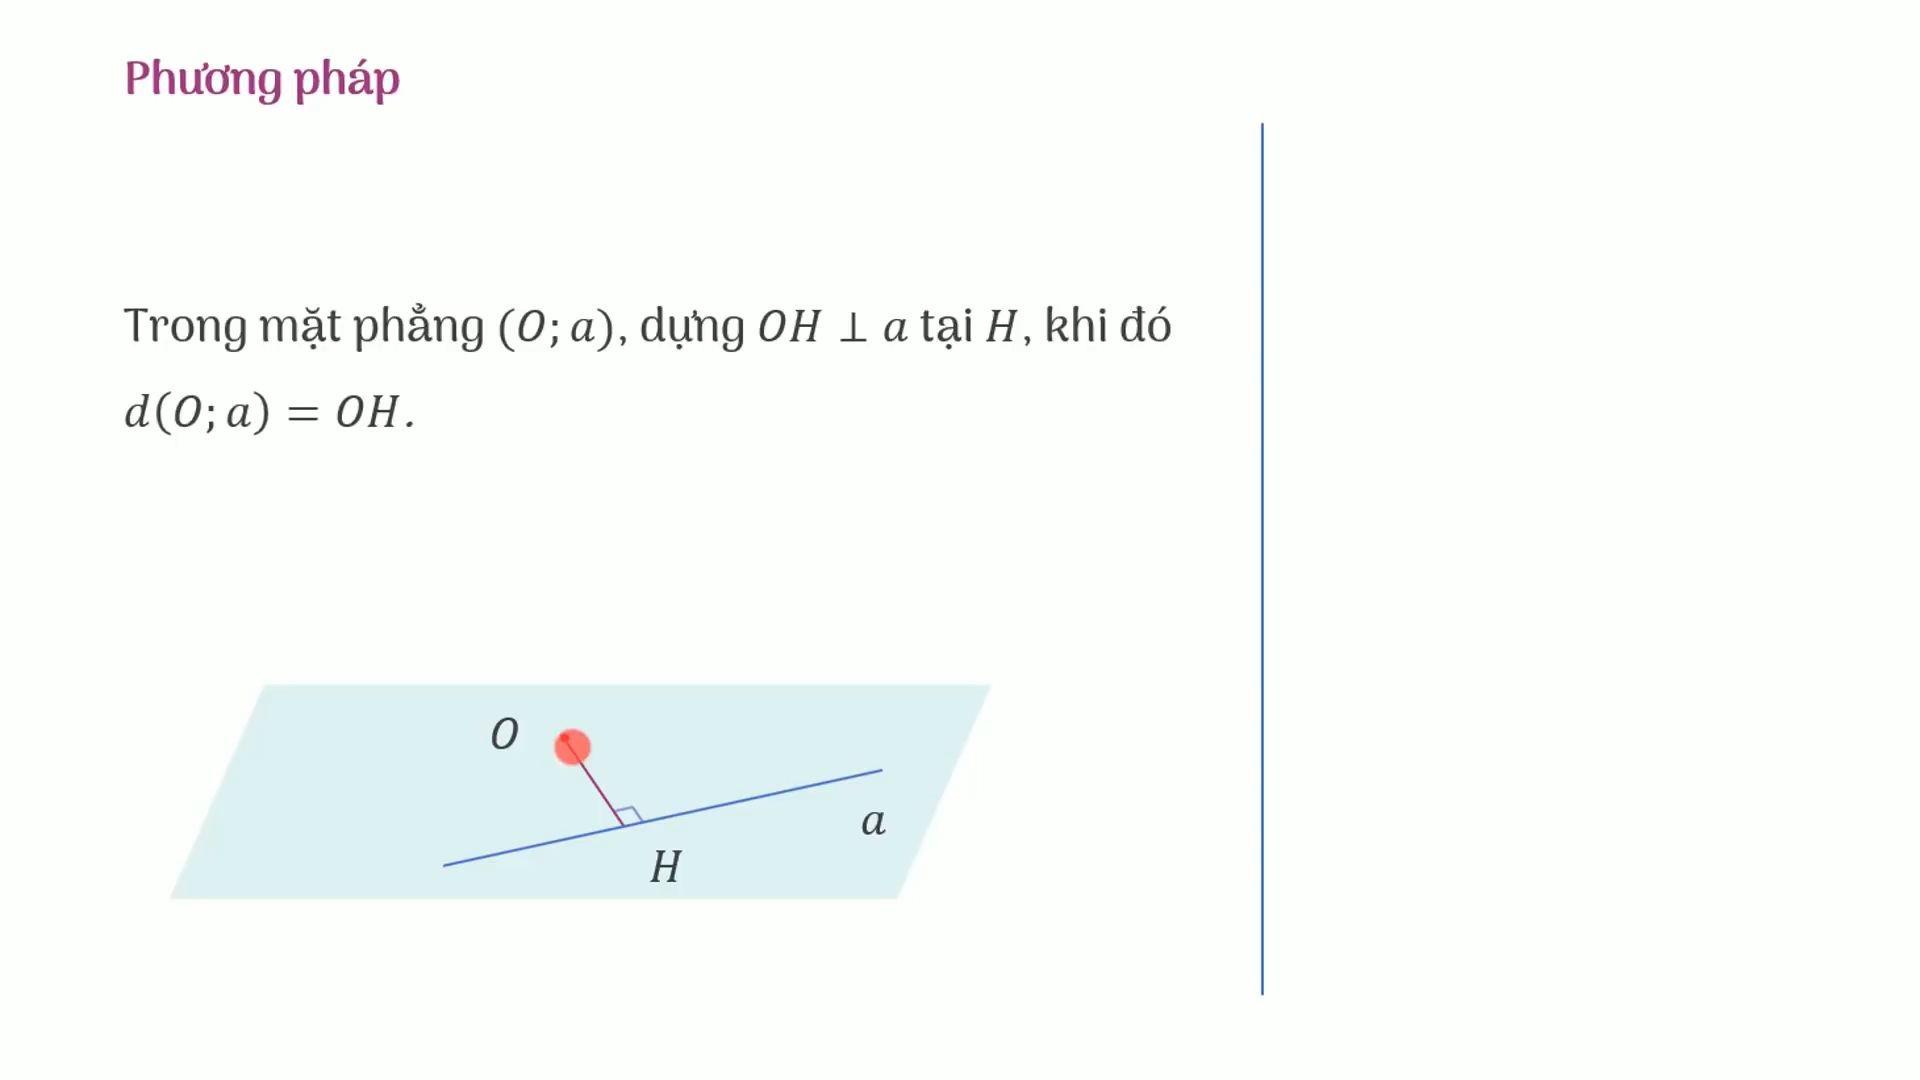 Phương pháp
Trong mặt phẳng (O; a), dựng OH ⊥ a tại H, khi đó
d(O; a) = OH.
O
a
H